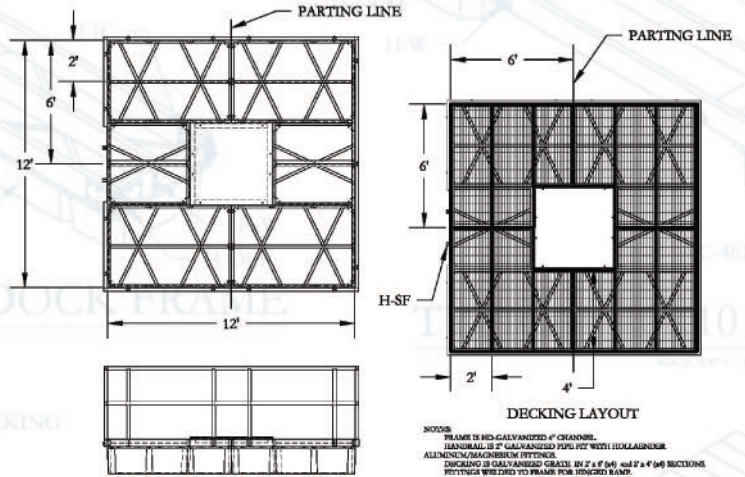 PARTING LINE
2'
6'
12'
12'
PARTING LINE
6'
6'
H-SF
2'
4'
DOCK FRAME
DECKING LAYOUT
NOTES:
FRAME IS HD-GALVANIZED 6" CHANNEL.
HANDRAIL IS 2" GALVANIZED PIPE FIT WITH HOLLAENDER
ALUMINUM/MAGNESIUM FITTINGS.
DECKING IS GALVANIZED GRATE IN 2' x 6' (x4) and 2' x 4' (x4) SECTIONS.
FITTINGS WELDED TO FRAME FOR HINGED RAMP.